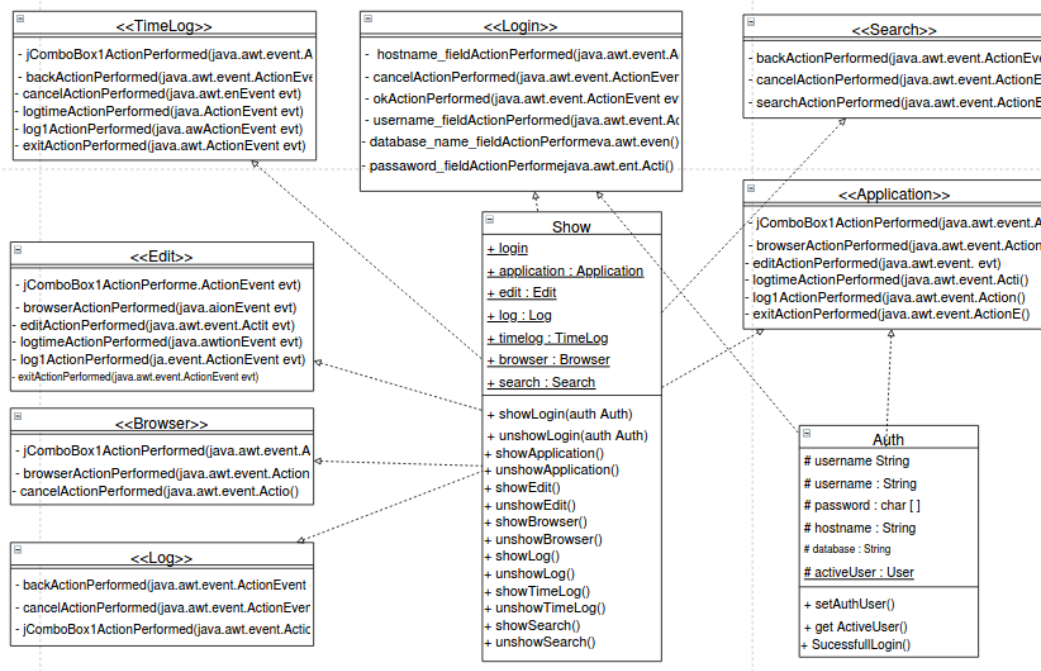 <<TimeLog>>
- jComboBox1ActionPerformed(java.awt.event.A
- backActionPerformed(java.awt.event.ActionEve
- cancelActionPerformed(java.awt.enEvent evt)
- logtimeActionPerformed(java.ActionEvent evt)
- log1ActionPerformed(java.awActionEvent evt)
- exitActionPerformed(java.awt.ActionEvent evt)
<<Login>>
- hostname_fieldActionPerformed(java.awt.event.A
- cancelActionPerformed(java.awt.event.ActionEver
- okActionPerformed(java.awt.event.ActionEvent ev
- username_fieldActionPerformed(java.awt.event.Ac
- database_name_fieldActionPerformeva.awt.even()
- passaword_fieldActionPerformejava.awt.ent.Acti()
<<Search>>
- backActionPerformed(java.awt.event.ActionEve
- cancelActionPerformed(java.awt.event.ActionE
- searchActionPerformed(java.awt.event.ActionE
<<Application>>
- jComboBox1ActionPerformed(java.awt.event.A
- browserActionPerformed(java.awt.event.Action
- editActionPerformed(java.awt.event. evt)
- logtimeActionPerformed(java.awt.event.Acti()
- log1ActionPerformed(java.awt.event.Action()
- exitActionPerformed(java.awt.event.ActionE()
<<Edit>>
- jComboBox1ActionPerforme.ActionEvent evt)
- browserActionPerformed(java.aionEvent evt)
- editActionPerformed(java.awt.event.Actit evt)
- logtimeActionPerformed(java.awtionEvent evt)
- log1ActionPerformed(ja.event.ActionEvent evt)
- exitActionPerformed(java.awt.event.ActionEvent evt)
<<Browser>>
- jComboBox1ActionPerformed(java.awt.event.A
- browserActionPerformed(java.awt.event.Action
- cancelActionPerformed(java.awt.event.Actio()
<<Log>>
- backActionPerformed(java.awt.event.ActionEvent
- cancelActionPerformed(java.awt.event.ActionEver
- jComboBox1ActionPerformed(java.awt.event.Actic
Show
+ login
+ application : Application
+ edit : Edit
+ log : Log
+ timelog : TimeLog
+ browser : Browser
+ search : Search
+ showLogin(auth Auth)
+ unshowLogin(auth Auth)
+ showApplication()
+ unshowApplication()
+ showEdit()
+ unshowEdit()
+ showBrowser()
+ unshowBrowser()
+ showLog()
+ unshowLog()
+ showTimeLog()
+ unshowTimeLog()
+ showSearch()
+ unshowSearch()
Auth
# username String
# username : String
# password : char [ ]
# hostname : String
# database : String
# activeUser : User
+ setAuthUser()
+ get ActiveUser()
+ SucessfullLogin()